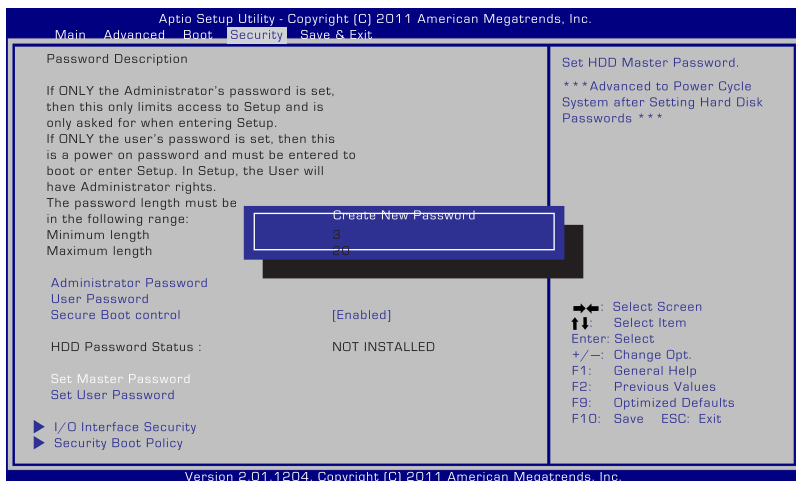 Aptio Setup Utility - Copyright (C) 2011 American Megatrends, Inc.
Main Advanced Boot Security Save & Exit
Password Description
If ONLY the Administrator's password is set,
then this only limits access to Setup and is
only asked for when entering Setup.
If ONLY the user's password is set, then this
is a power on password and must be entered to
boot or enter Setup. In Setup, the User will
have Administrator rights.
The password length must be
in the following range:
Minimum length 3
Maximum length 20
Create New Password
Administrator Password
User Password
Secure Boot control [Enabled]
HDD Password Status : NOT INSTALLED
Set Master Password
Set User Password
I/O Interface Security
Security Boot Policy
Set HDD Master Password.
***Advanced to Power Cycle
System after Setting Hard Disk
Passwords ***
→←: Select Screen
↑↓: Select Item
Enter: Select
+/—: Change Opt.
F1: General Help
F2: Previous Values
F9: Optimized Defaults
F10: Save ESC: Exit
Version 2.01.1204. Copyright (C) 2011 American Megatrends, Inc.